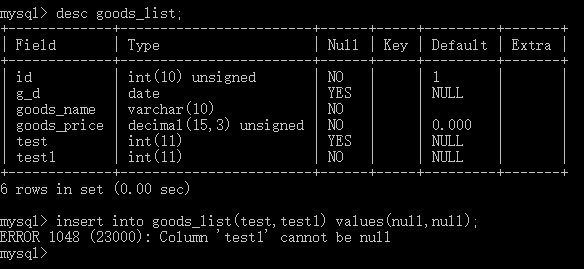 mysql> desc goods_list;
+-------------+------------------------+------+-----+---------+-------+
| Field       | Type                   | Null | Key | Default | Extra |
+-------------+------------------------+------+-----+---------+-------+
| id          | int(10) unsigned       | NO   |     | 1       |       |
| g_d         | date                   | YES  |     | NULL    |       |
| goods_name  | varchar(10)            | NO   |     |         |       |
| goods_price | decimal(15,3) unsigned | NO   |     | 0.000   |       |
| test        | int(11)                | YES  |     | NULL    |       |
| test1       | int(11)                | NO   |     | NULL    |       |
+-------------+------------------------+------+-----+---------+-------+
6 rows in set (0.00 sec)
mysql> insert into goods_list(test,test1) values(null,null);
ERROR 1048 (23000): Column 'test1' cannot be null
mysql>